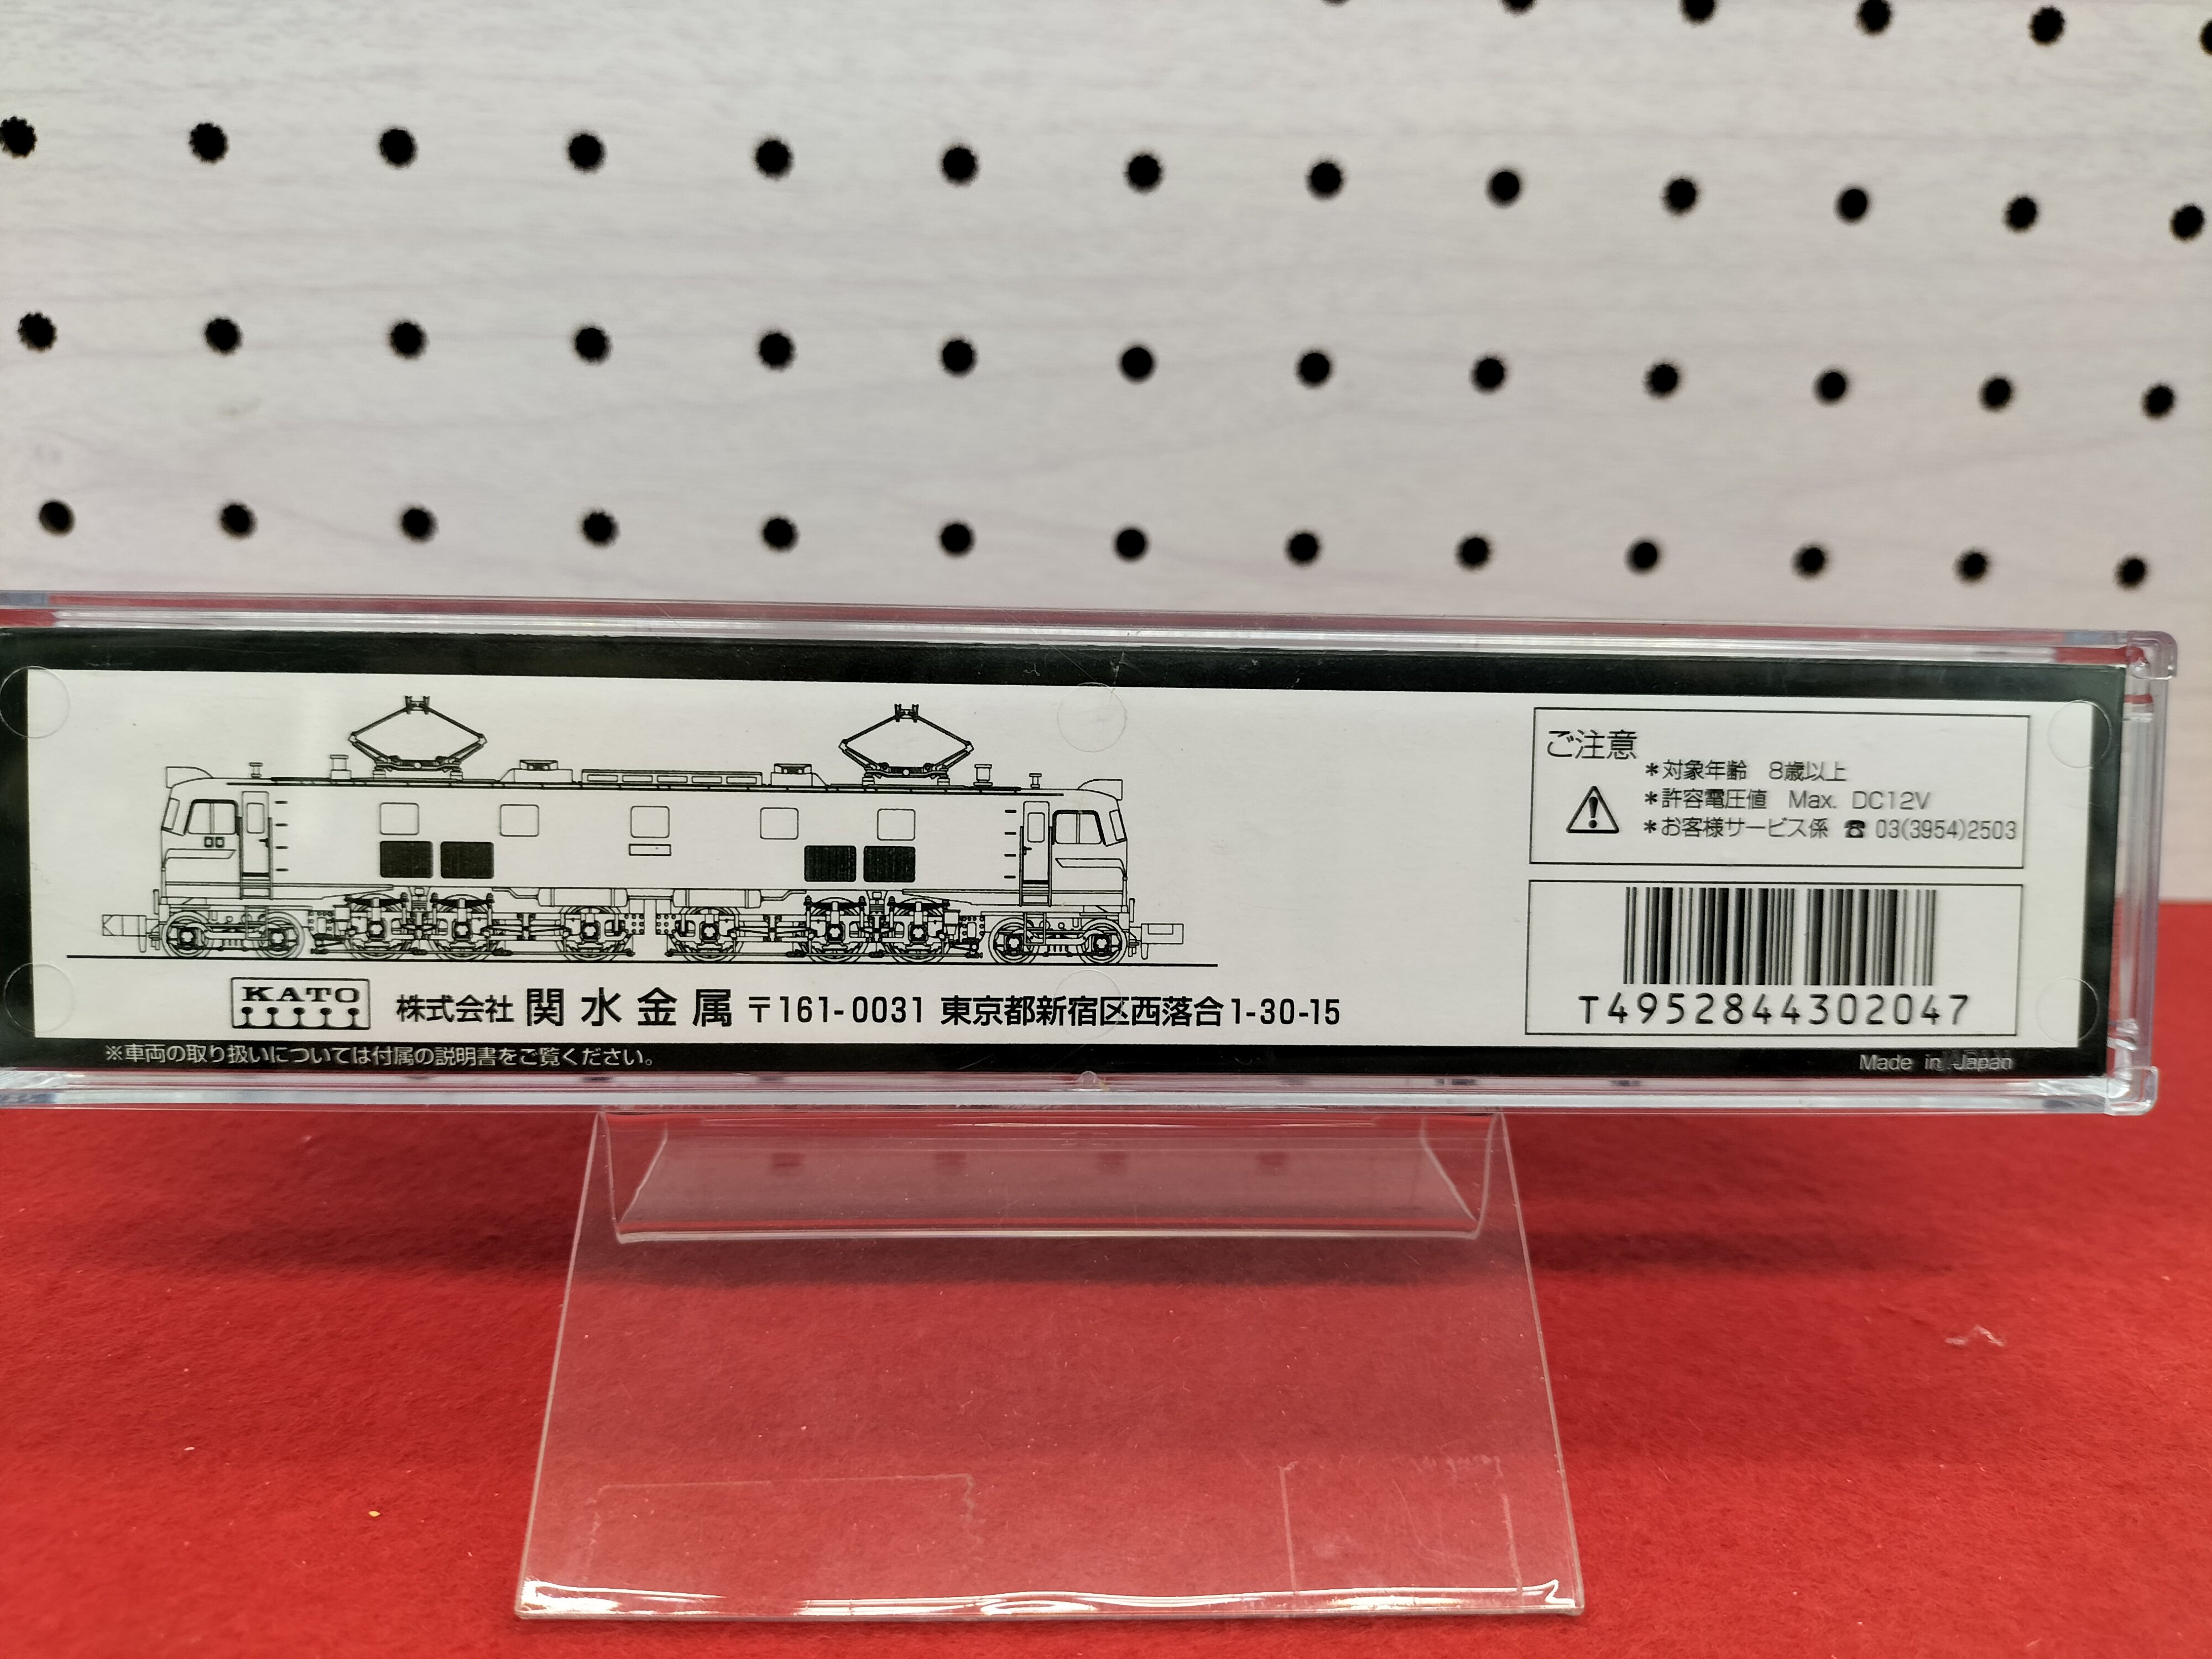 ご注意
＊対象年齢 8歳以上
＊許容電圧値 Max. DC12V
＊お客様サービス係 ☎ 03(3954)2503
T4952844302047
KATO 株式会社 関水金属 〒161-0031 東京都新宿区西落合1-30-15
※車両の取り扱いについては付属の説明書をご覧ください。
Made in Japan